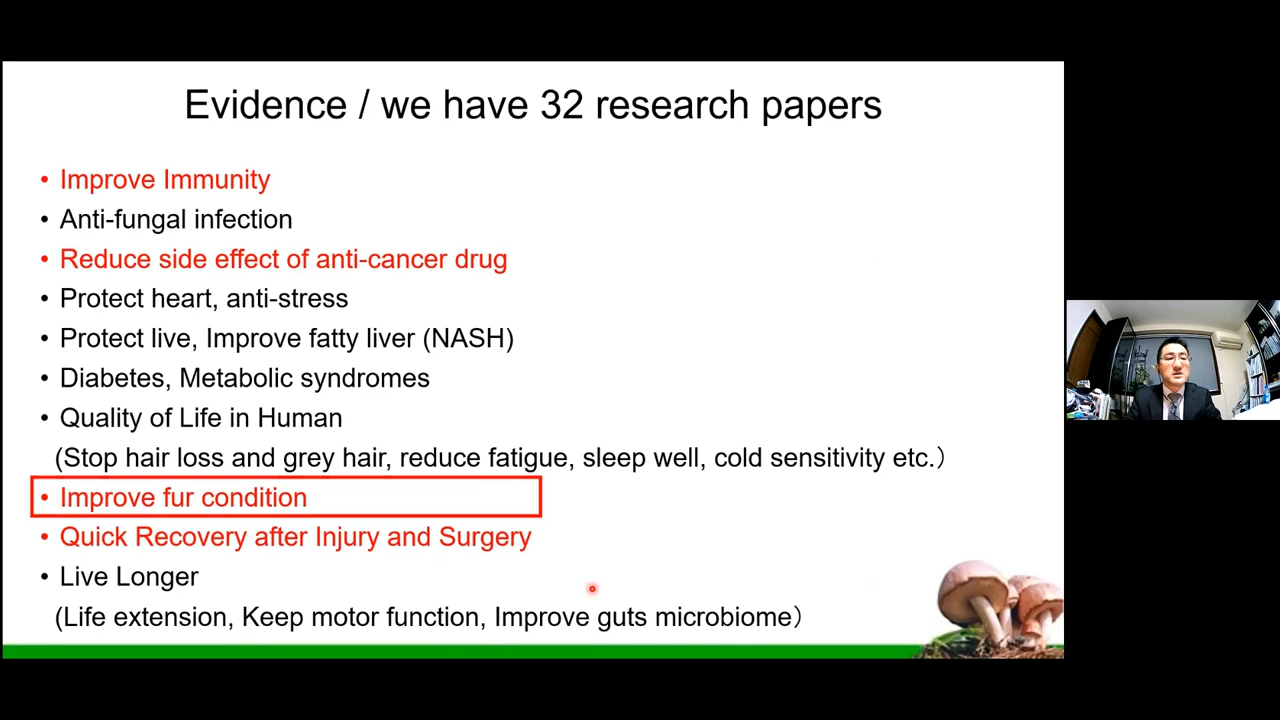 Evidence / we have 32 research papers
• Improve Immunity
• Anti-fungal infection
• Reduce side effect of anti-cancer drug
• Protect heart, anti-stress
• Protect live, Improve fatty liver (NASH)
• Diabetes, Metabolic syndromes
• Quality of Life in Human
(Stop hair loss and grey hair, reduce fatigue, sleep well, cold sensitivity etc.）
• Improve fur condition
• Quick Recovery after Injury and Surgery
• Live Longer
(Life extension, Keep motor function, Improve guts microbiome）